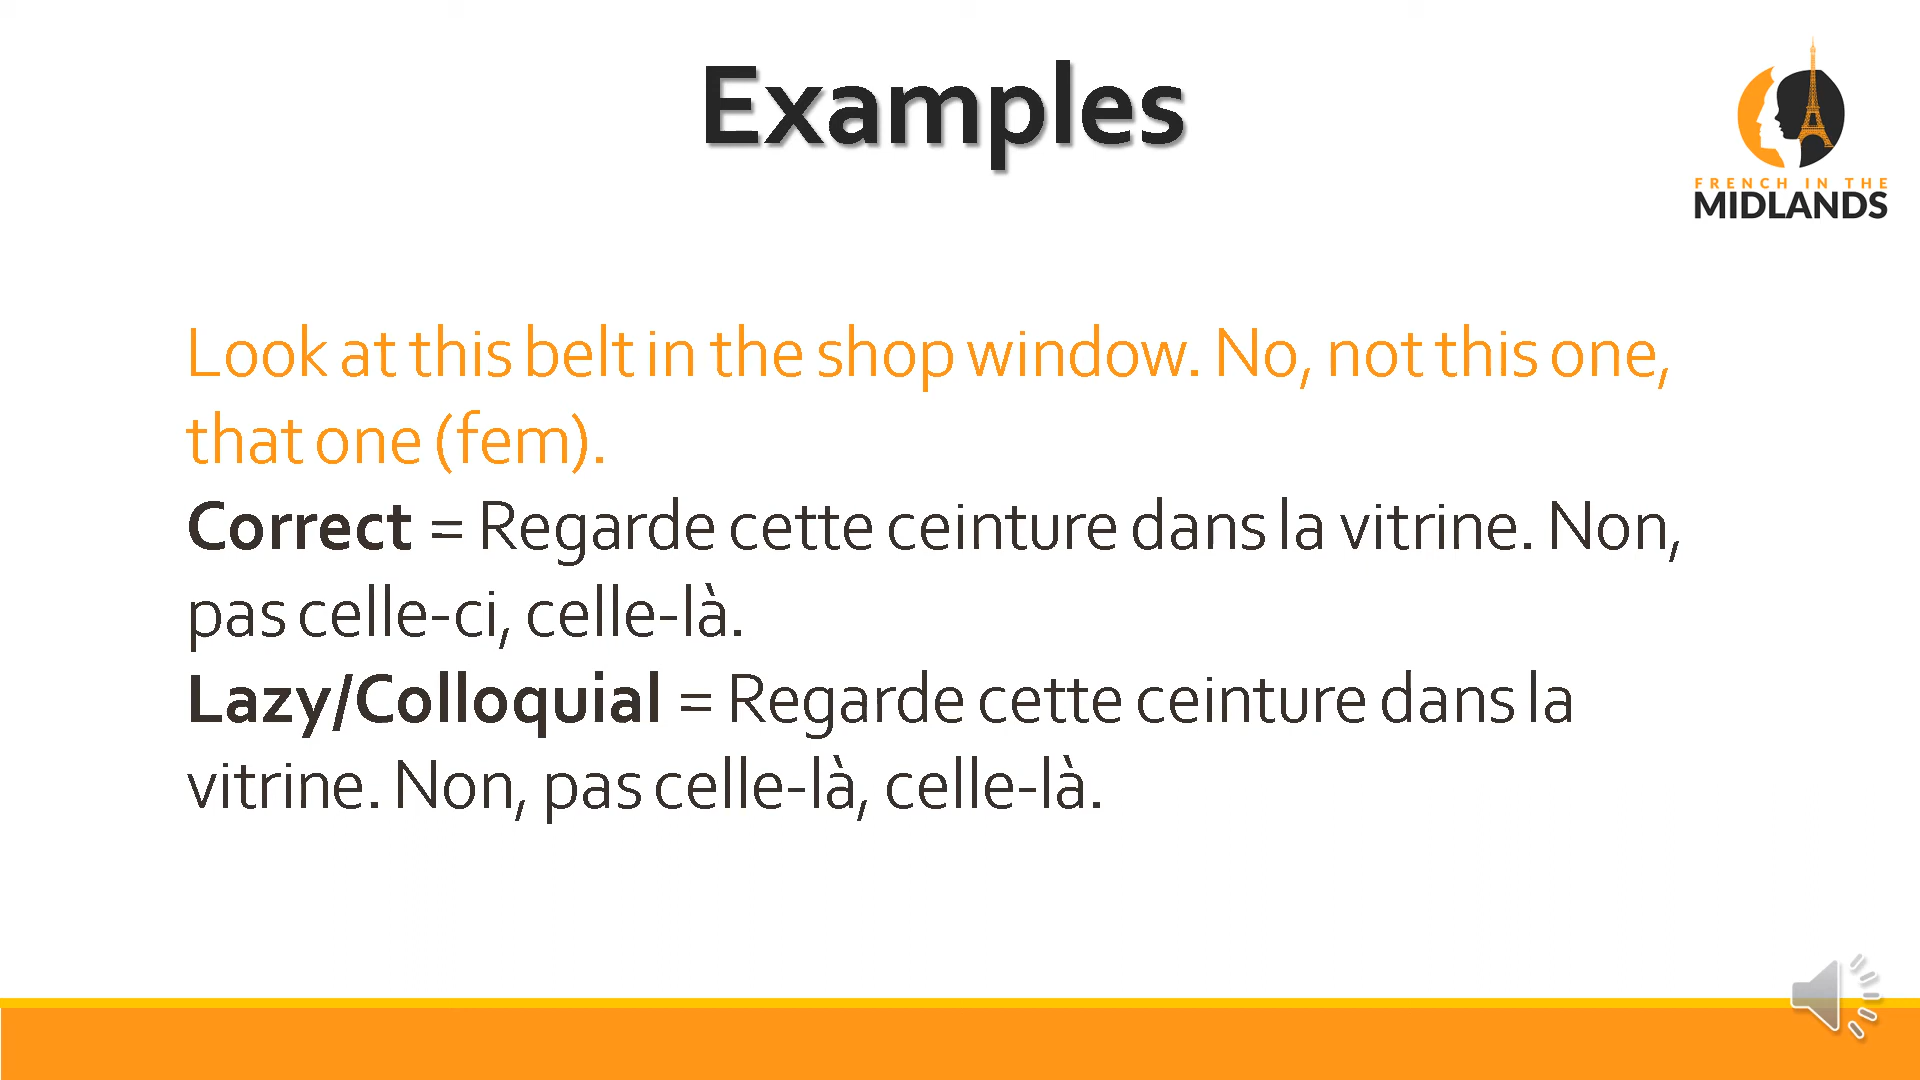 Examples
FRENCH IN THE
MIDLANDS
Look at this belt in the shop window. No, not this one,
that one (fem).
Correct = Regarde cette ceinture dans la vitrine. Non,
pas celle-ci, celle-là.
Lazy/Colloquial = Regarde cette ceinture dans la
vitrine. Non, pas celle-là, celle-là.